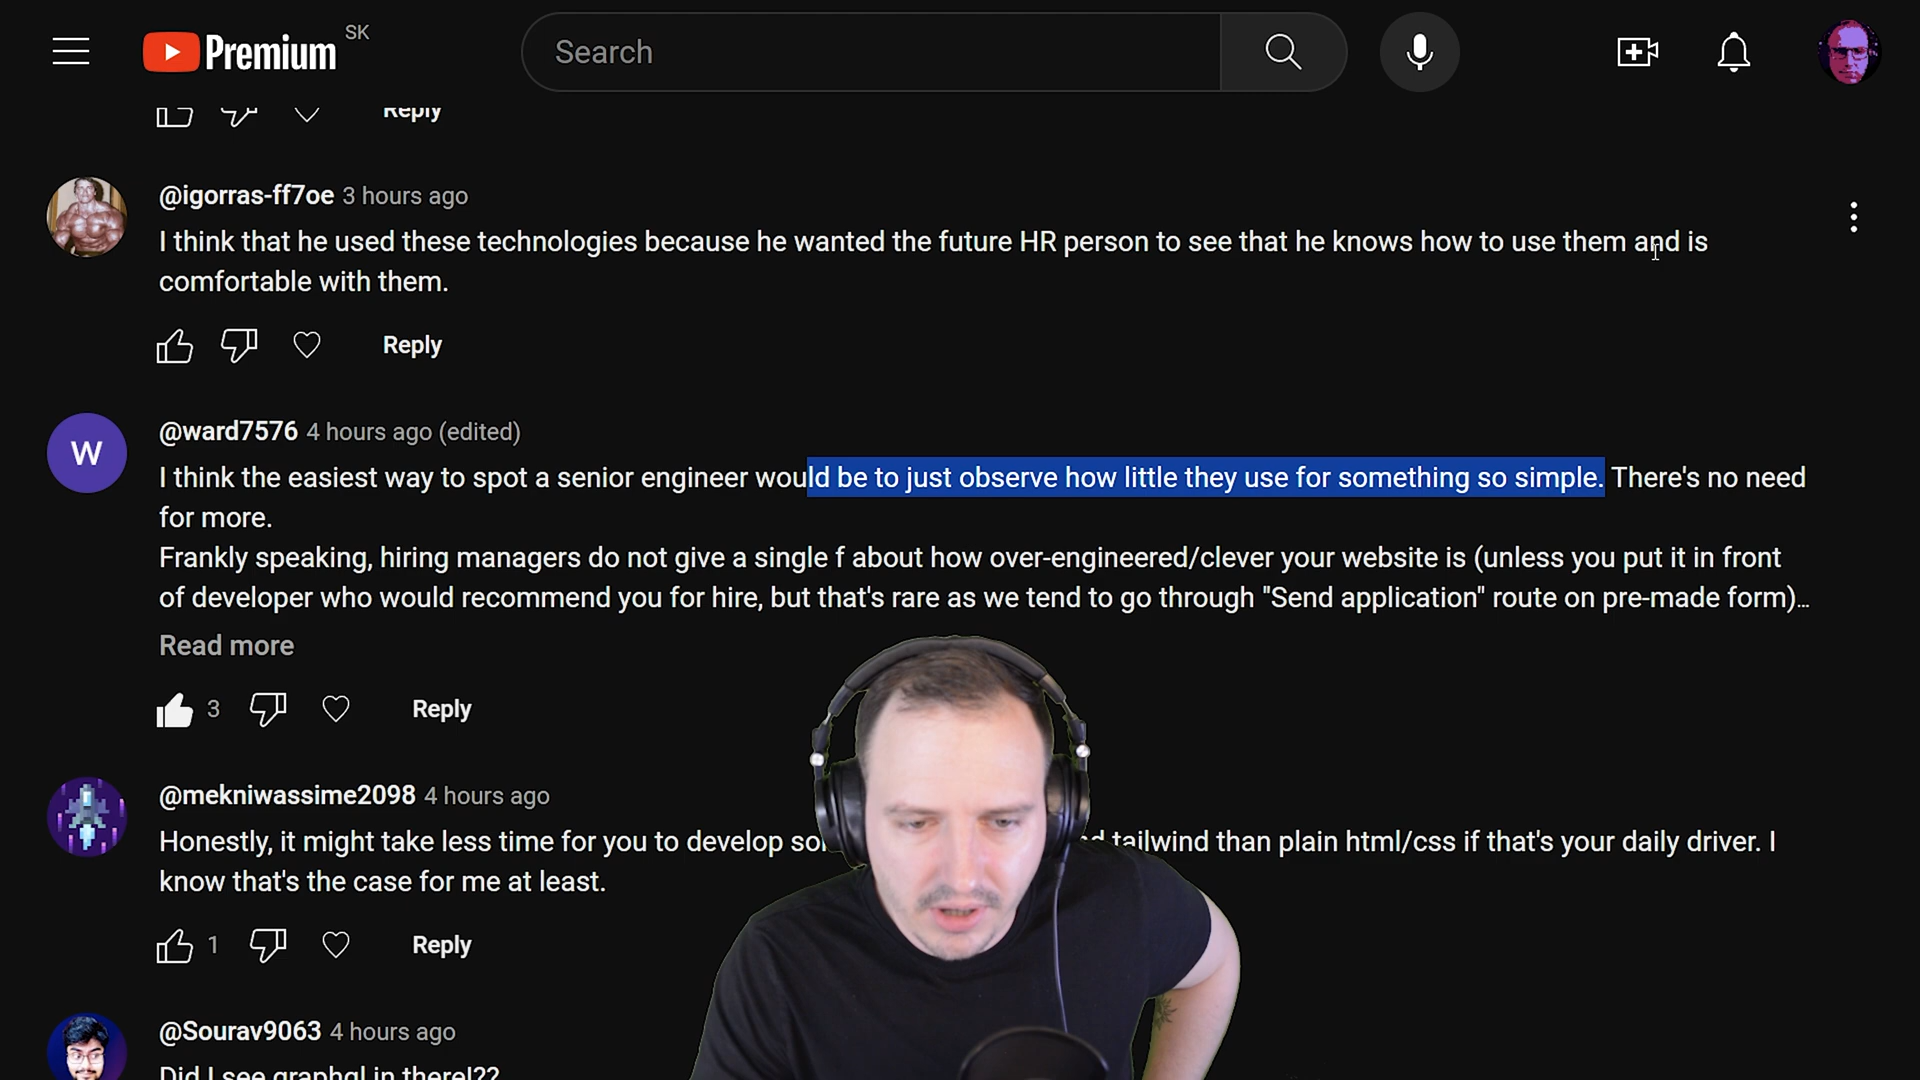 Premium SK
Search
Reply
@igorras-ff7oe 3 hours ago
I think that he used these technologies because he wanted the future HR person to see that he knows how to use them and is
comfortable with them.
Reply
W
@ward7576 4 hours ago (edited)
I think the easiest way to spot a senior engineer would be to just observe how little they use for something so simple. There's no need
for more.
Frankly speaking, hiring managers do not give a single f about how over-engineered/clever your website is (unless you put it in front
of developer who would recommend you for hire, but that's rare as we tend to go through "Send application" route on pre-made form)...
Read more
3 Reply
@mekniwassime2098 4 hours ago
Honestly, it might take less time for you to develop tailwind than plain html/css if that's your daily driver. I
know that's the case for me at least.
1 Reply
@Sourav9063 4 hours ago
Did I see graphql in there!??